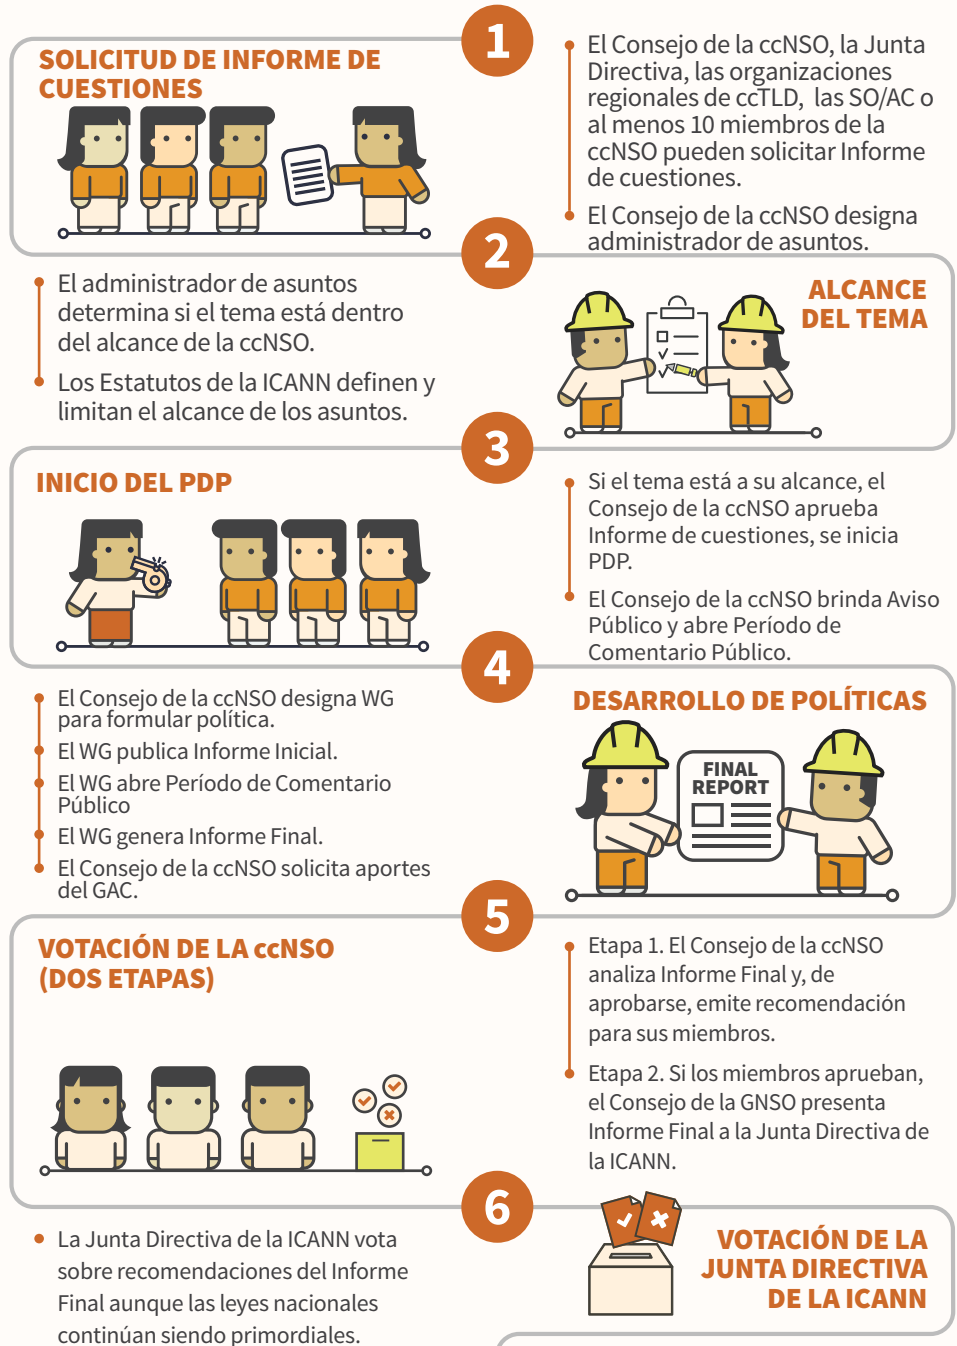 1
SOLICITUD DE INFORME DE
CUESTIONES
El Consejo de la ccNSO, la Junta
Directiva, las organizaciones
regionales de ccTLD, las SO/AC o
al menos 10 miembros de la
ccNSO pueden solicitar Informe
de cuestiones.
El Consejo de la ccNSO designa
administrador de asuntos.
2
ALCANCE
DEL TEMA
El administrador de asuntos
determina si el tema está dentro
del alcance de la ccNSO.
Los Estatutos de la ICANN definen y
limitan el alcance de los asuntos.
3
INICIO DEL PDP
Si el tema está a su alcance, el
Consejo de la ccNSO aprueba
Informe de cuestiones, se inicia
PDP.
El Consejo de la ccNSO brinda Aviso
Público y abre Período de
Comentario Público.
4
DESARROLLO DE POLÍTICAS
FINAL
REPORT
El Consejo de la ccNSO designa WG
para formular política.
El WG publica Informe Inicial.
El WG abre Período de Comentario
Público
El WG genera Informe Final.
El Consejo de la ccNSO solicita aportes
del GAC.
5
VOTACIÓN DE LA ccNSO
(DOS ETAPAS)
Etapa 1. El Consejo de la ccNSO
analiza Informe Final y, de
aprobarse, emite recomendación
para sus miembros.
Etapa 2. Si los miembros aprueban,
el Consejo de la GNSO presenta
Informe Final a la Junta Directiva de
la ICANN.
6
VOTACIÓN DE LA
JUNTA DIRECTIVA
DE LA ICANN
La Junta Directiva de la ICANN vota
sobre recomendaciones del Informe
Final aunque las leyes nacionales
continúan siendo primordiales.